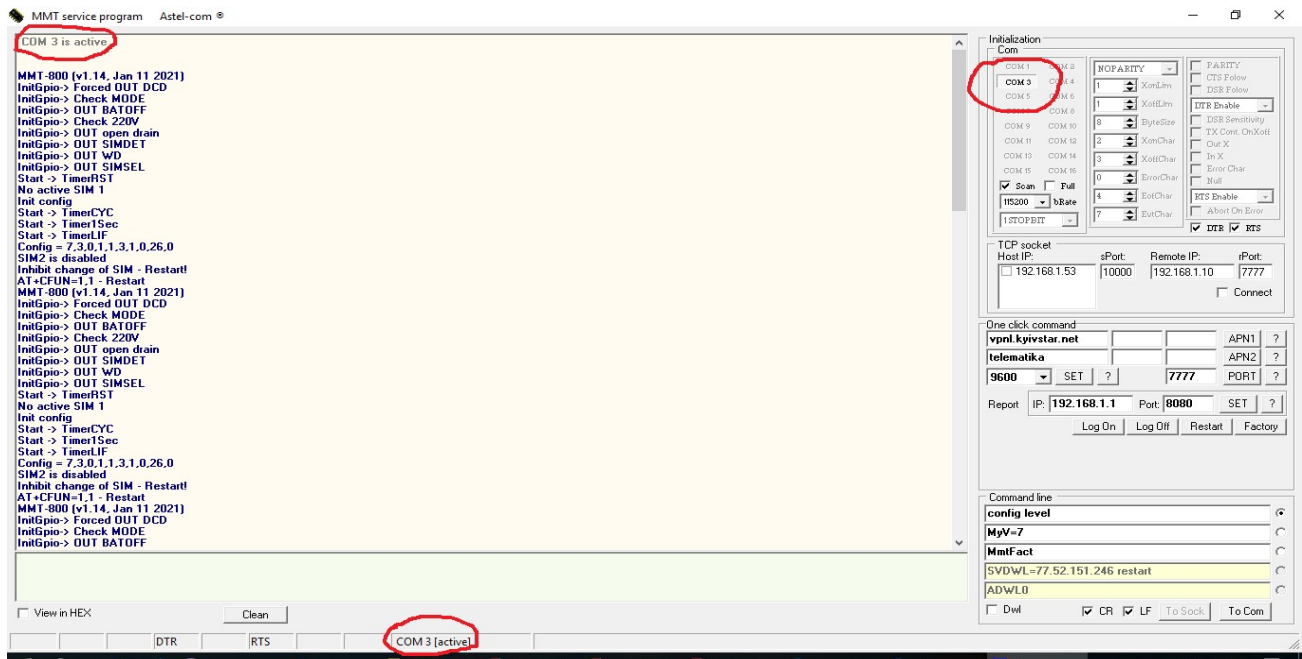 MMT service program Astel-com ®
COM 3 is active
MMT-800 (v1.14, Jan 11 2021)
InitGpio-> Forced OUT DCD
InitGpio-> Check MODE
InitGpio-> OUT BATOFF
InitGpio-> Check 220V
InitGpio-> OUT open drain
InitGpio-> OUT SIMDET
InitGpio-> OUT WD
InitGpio-> OUT SIMSEL
Start -> TimerRST
No active SIM 1
Init config
Start -> TimerCYC
Start -> Timer1Sec
Start -> TimerLIF
Config = 7,3,0,1,1,3,1,0,26,0
SIM2 is disabled
Inhibit change of SIM - Restart!
AT+CFUN=1,1 - Restart
MMT-800 (v1.14, Jan 11 2021)
InitGpio-> Forced OUT DCD
InitGpio-> Check MODE
InitGpio-> OUT BATOFF
InitGpio-> Check 220V
InitGpio-> OUT open drain
InitGpio-> OUT SIMDET
InitGpio-> OUT WD
InitGpio-> OUT SIMSEL
Start -> TimerRST
No active SIM 1
Init config
Start -> TimerCYC
Start -> Timer1Sec
Start -> TimerLIF
Config = 7,3,0,1,1,3,1,0,26,0
SIM2 is disabled
Inhibit change of SIM - Restart!
AT+CFUN=1,1 - Restart
MMT-800 (v1.14, Jan 11 2021)
InitGpio-> Forced OUT DCD
InitGpio-> Check MODE
InitGpio-> OUT BATOFF
View in HEX
Clean
DTR RTS COM 3 [active]
Initialization
Com
COM 1 COM 2
COM 3 COM 4
COM 5 COM 6
COM 8
COM 9 COM 10
COM 11 COM 12
COM 13 COM 14
COM 15 COM 16
Scan Full
115200 bRate
1STOPBIT
NOPARITY
1 XonLim
1 XoffLim
8 ByteSize
2 XonChar
3 XoffChar
0 ErrorChar
4 EofChar
7 EvtChar
PARITY
CTS Folow
DSR Folow
DTR Enable
DSR Sensitivity
TX Cont. OnXoff
Out X
In X
Error Char
Null
RTS Enable
Abort On Error
DTR RTS
TCP socket
Host IP: sPort: Remote IP: rPort:
192.168.1.53 10000 192.168.1.10 7777
Connect
One click command
vpnl.kyivstar.net APN1 ?
telematika APN2 ?
9600 SET ? 7777 PORT ?
Report IP: 192.168.1.1 Port: 8080 SET ?
Log On Log Off Restart Factory
Command line
config level
MyV=7
MmtFact
SVDWL=77.52.151.246 restart
ADWL0
Dwl CR LF To Sock To Com